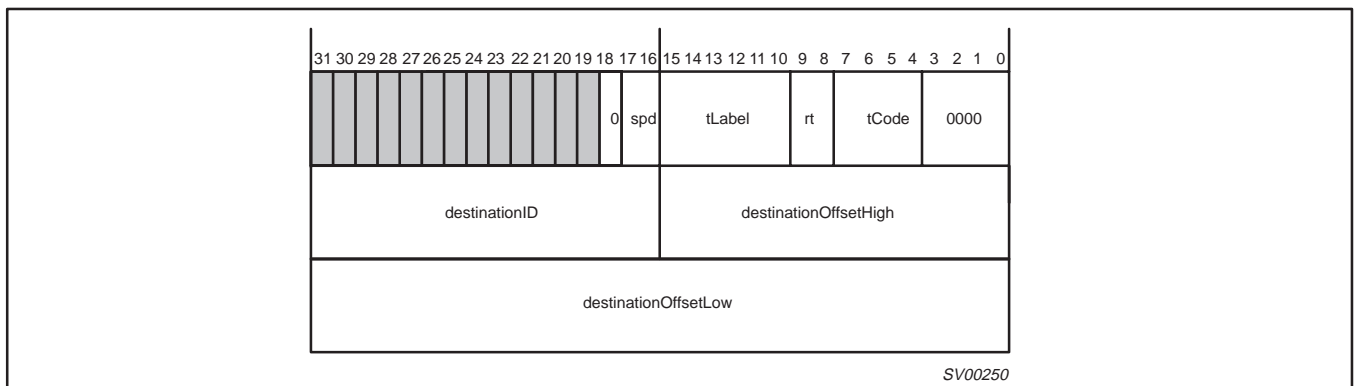 31 30 29 28 27 26 25 24 23 22 21 20 19 18 17 16 15 14 13 12 11 10 9 8 7 6 5 4 3 2 1 0
0 spd tLabel rt tCode 0000
destinationID destinationOffsetHigh
destinationOffsetLow
SV00250